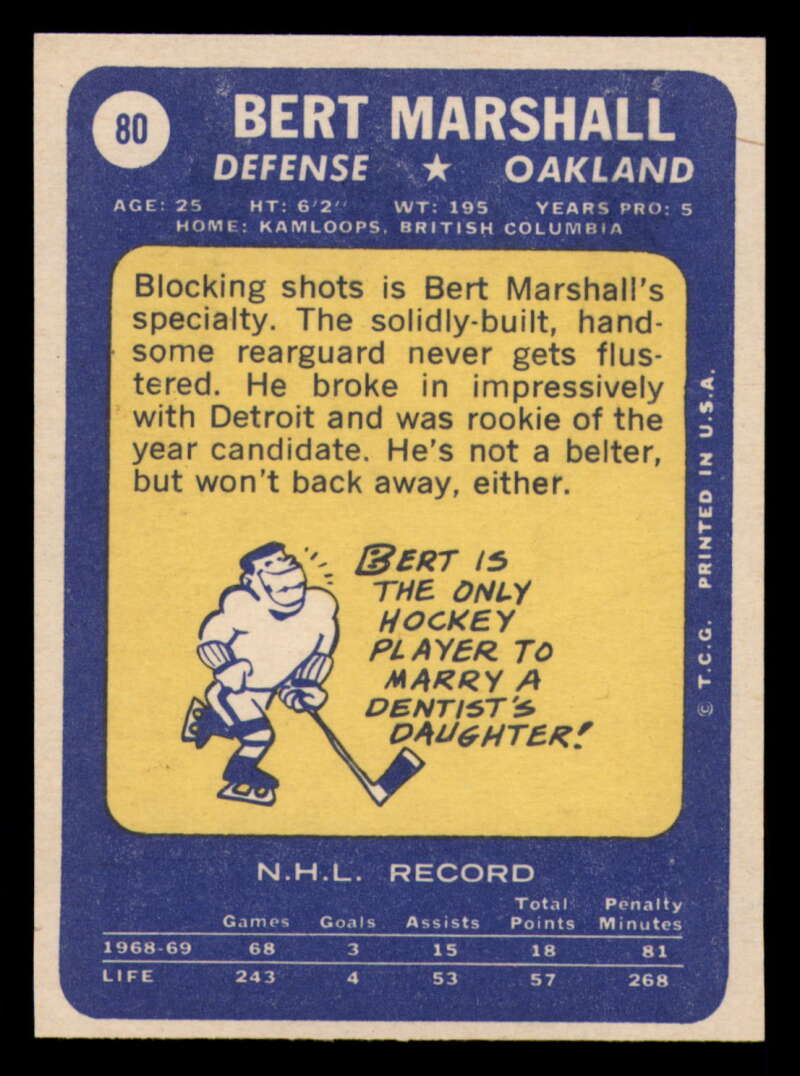 80
BERT MARSHALL
DEFENSE ★ OAKLAND
AGE: 25 HT: 6'2" WT: 195 YEARS PRO: 5
HOME: KAMLOOPS, BRITISH COLUMBIA
Blocking shots is Bert Marshall's
specialty. The solidly-built, hand-
some rearguard never gets flus-
tered. He broke in impressively
with Detroit and was rookie of the
year candidate. He's not a belter,
but won't back away, either.
BERT IS
THE ONLY
HOCKEY
PLAYER TO
MARRY A
DENTIST'S
DAUGHTER!
© T.C.G. PRINTED IN U.S.A.
N.H.L. RECORD
Games Goals Assists Total Points Penalty Minutes
1968-69 68 3 15 18 81
LIFE 243 4 53 57 268